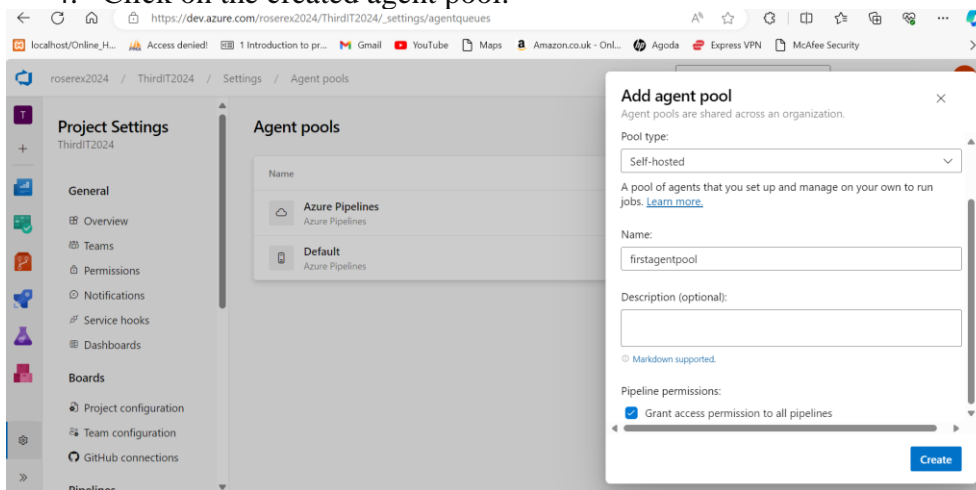 4. Click on the created agent pool.
https://dev.azure.com/roserex2024/ThirdIT2024/_settings/agentqueues
localhost/Online_H... Access denied! 1 Introduction to pr... Gmail YouTube Maps Amazon.co.uk - Onl... Agoda Express VPN McAfee Security
roserex2024 / ThirdIT2024 / Settings / Agent pools
T
Project Settings
ThirdIT2024
General
Overview
Teams
Permissions
Notifications
Service hooks
Dashboards
Boards
Project configuration
Team configuration
GitHub connections
Pipelines
Agent pools
Name
Azure Pipelines
Azure Pipelines
Default
Azure Pipelines
Add agent pool
Agent pools are shared across an organization.
Pool type:
Self-hosted
A pool of agents that you set up and manage on your own to run
jobs. Learn more.
Name:
firstagentpool
Description (optional):
Markdown supported.
Pipeline permissions:
Grant access permission to all pipelines
Create